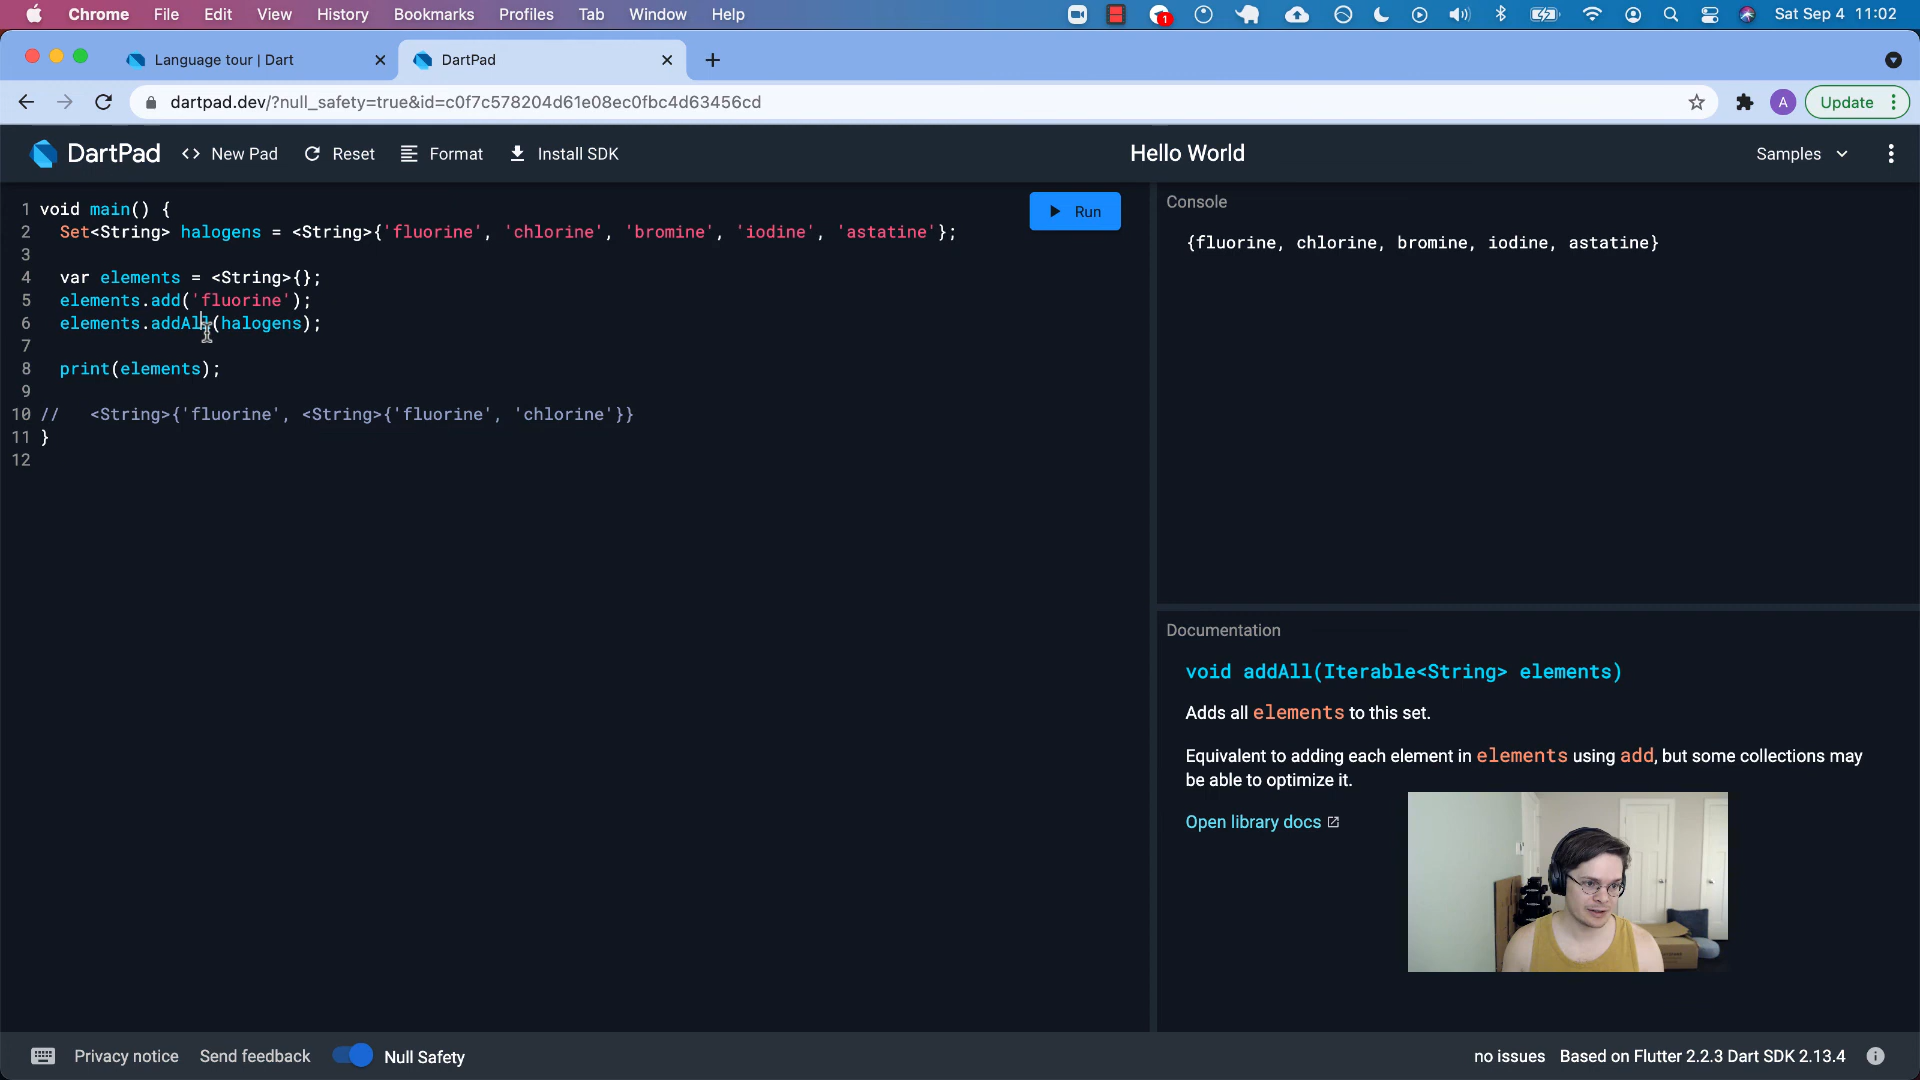 Chrome File Edit View History Bookmarks Profiles Tab Window Help 1 Sat Sep 4 11:02
Language tour | Dart DartPad
dartpad.dev/?null_safety=true&id=c0f7c578204d61e08ec0fbc4d63456cd A Update
DartPad <> New Pad Reset Format Install SDK Hello World Samples
Run
Console
{fluorine, chlorine, bromine, iodine, astatine}
1 void main() {
2 Set<String> halogens = <String>{'fluorine', 'chlorine', 'bromine', 'iodine', 'astatine'};
3
4 var elements = <String>{};
5 elements.add('fluorine');
6 elements.addAll(halogens);
7
8 print(elements);
9
10 // <String>{'fluorine', <String>{'fluorine', 'chlorine'}}
11 }
12
Documentation
void addAll(Iterable<String> elements)
Adds all elements to this set.
Equivalent to adding each element in elements using add, but some collections may
be able to optimize it.
Open library docs
Privacy notice Send feedback Null Safety no issues Based on Flutter 2.2.3 Dart SDK 2.13.4